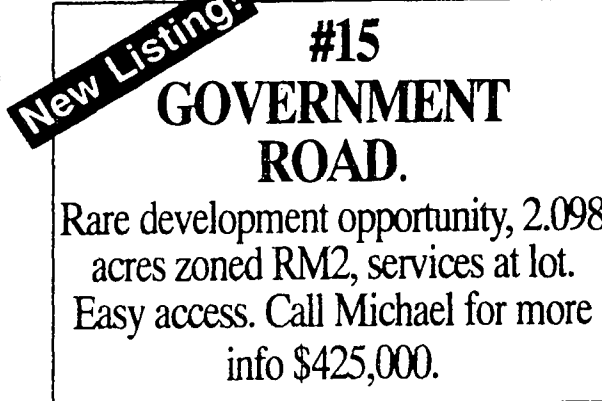 New Listing!
#15
GOVERNMENT
ROAD.
Rare development opportunity, 2.098
acres zoned RM2, services at lot.
Easy access. Call Michael for more
info $425,000.